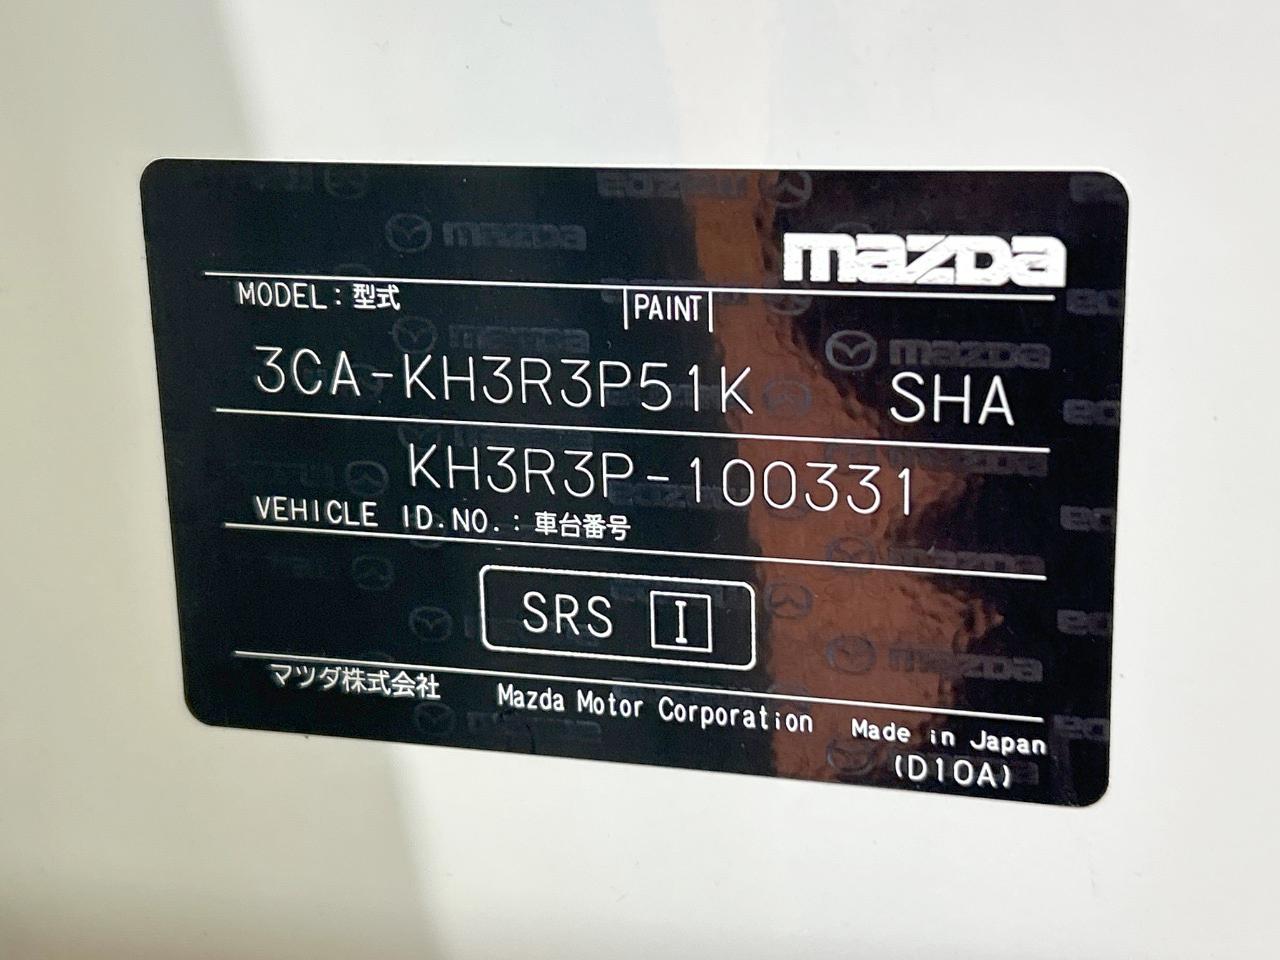 mazda
MODEL：型式 PAINT
3CA-KH3R3P51K SHA
KH3R3P-100331
VEHICLE ID.NO.：車台番号
SRS I
マツダ株式会社 Mazda Motor Corporation Made in Japan
(D10A)